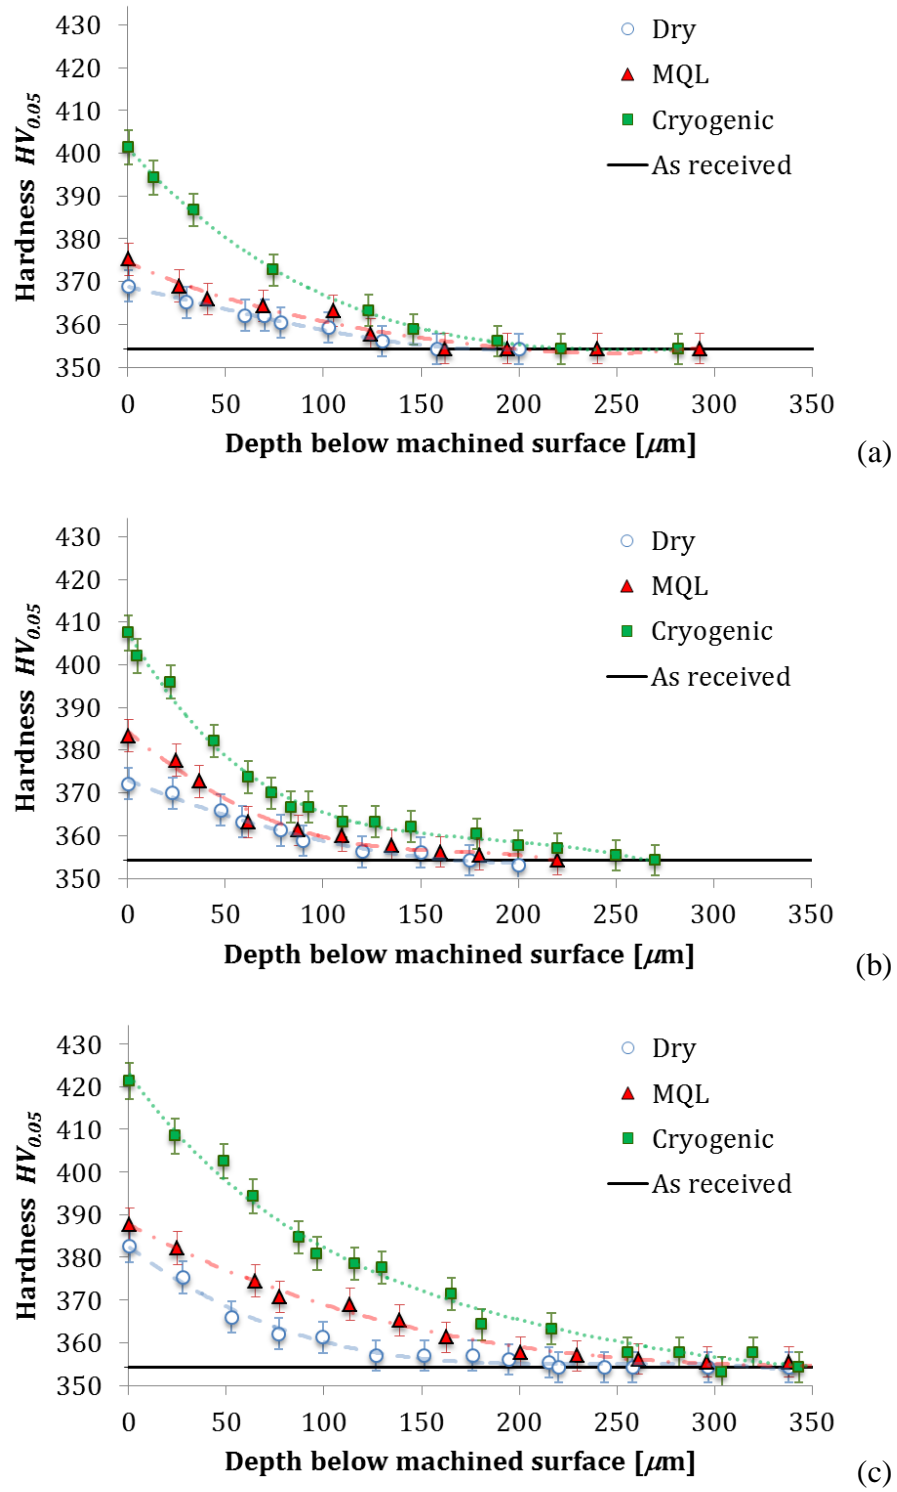 430
420
410
400
390
380
370
360
350
Hardness HV0.05
Dry
MQL
Cryogenic
As received
0 50 100 150 200 250 300 350
Depth below machined surface [μm]
(a)
430
420
410
400
390
380
370
360
350
Hardness HV0.05
Dry
MQL
Cryogenic
As received
0 50 100 150 200 250 300 350
Depth below machined surface [μm]
(b)
430
420
410
400
390
380
370
360
350
Hardness HV0.05
Dry
MQL
Cryogenic
As received
0 50 100 150 200 250 300 350
Depth below machined surface [μm]
(c)